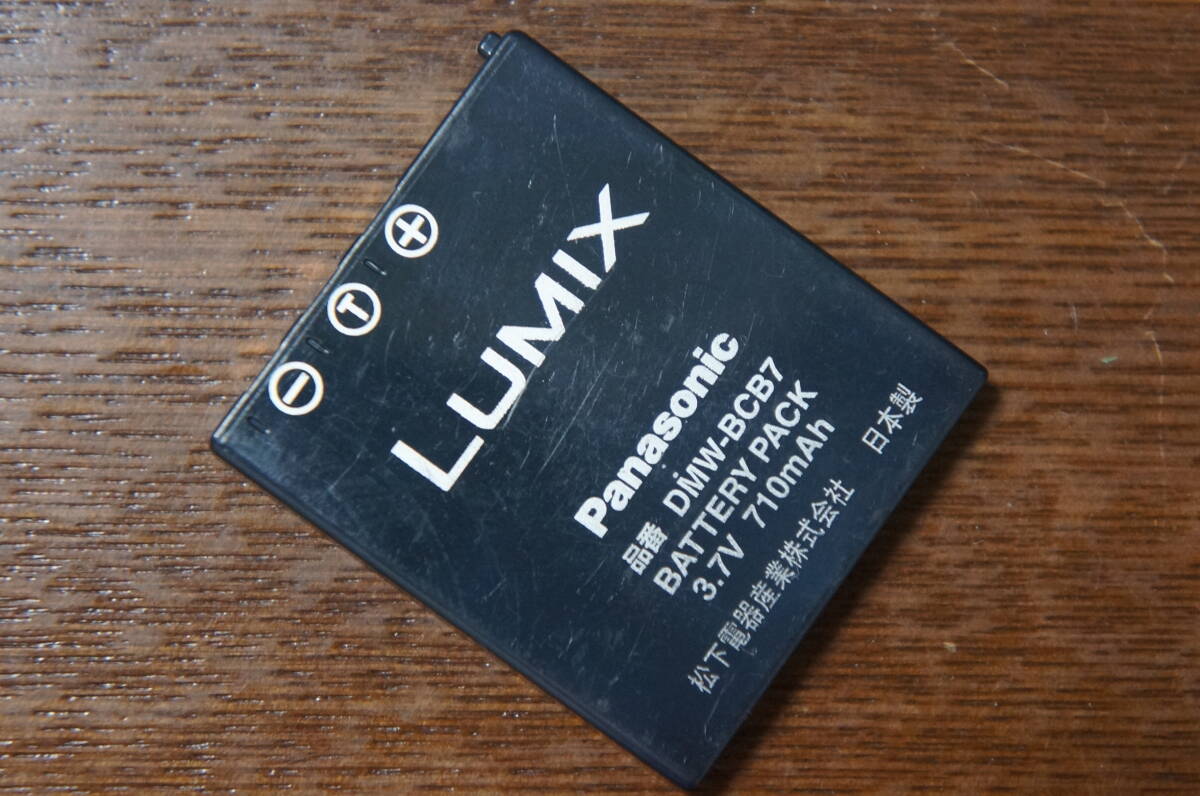 +
T
−
LUMIX
Panasonic
品番 DMW-BCB7
BATTERY PACK
3.7V 710mAh
松下電器産業株式会社 日本製